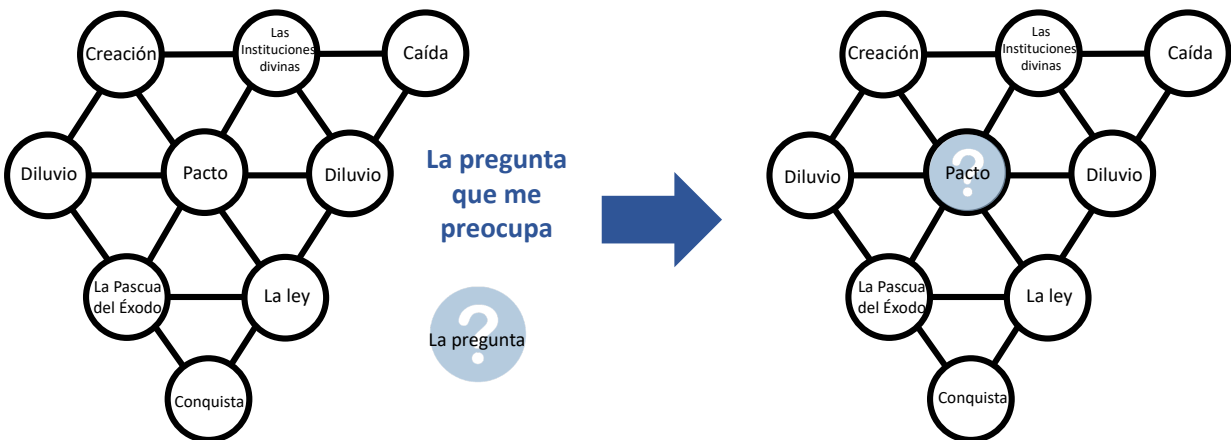 Creación
Las
Instituciones
divinas
Caída
Diluvio
Pacto
Diluvio
La Pascua
del Éxodo
La ley
Conquista
La pregunta
que me
preocupa
?
La pregunta
Creación
Las
Instituciones
divinas
Caída
Diluvio
?
Pacto
Diluvio
La Pascua
del Éxodo
La ley
Conquista